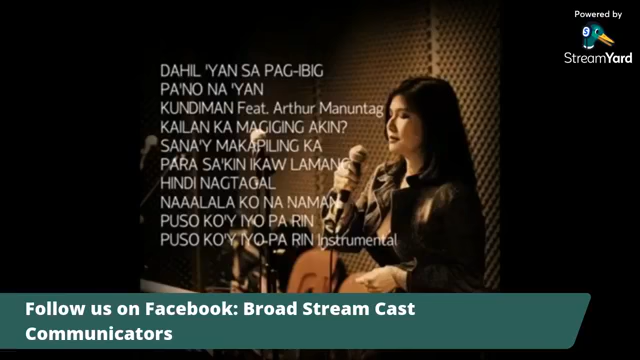 Powered by
StreamYard
DAHIL 'YAN SA PAG-IBIG
PA'NO NA 'YAN
KUNDIMAN Feat. Arthur Manuntag
KAILAN KA MAGIGING AKIN?
SANA'Y MAKAPILING KA
PARA SA'KIN IKAW LAMANG
HINDI NAGTAGAL
NAAALALA KO NA NAMAN
PUSO KO'Y IYO PA RIN
PUSO KO'Y IYO PA RIN Instrumental
Follow us on Facebook: Broad Stream Cast
Communicators